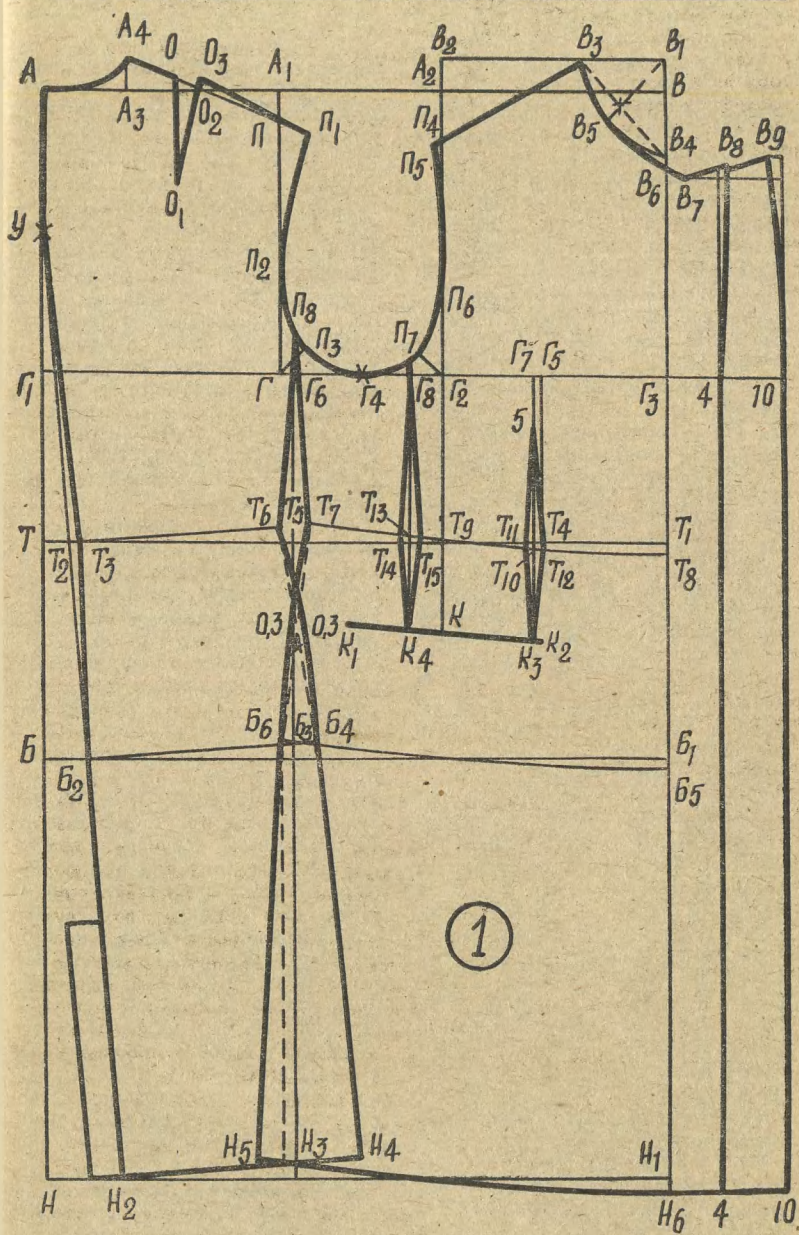 А4 О О3 А1 В2 В3 В1
А А2 В
А3 О2 П П1 П4 В5 В4 В8 В9
П5 В6 В7
О1
У
П2 П6
П8 П3 П7
Г7 Г5
Г1 Г Г6 Г4 Г8 Г2 Г3 4 10
5
Т6 Т5 Т7 Т13 Т9 Т11 Т4 Т1
Т Т2 Т3 Т14 Т15 Т10 Т12 Т8
0,3 0,3 К
К1 К4 К3 К2
Б6 Б3 Б4 Б1
Б Б2 Б5
1
Н5 Н3 Н4 Н1
Н Н2 Н6 4 10